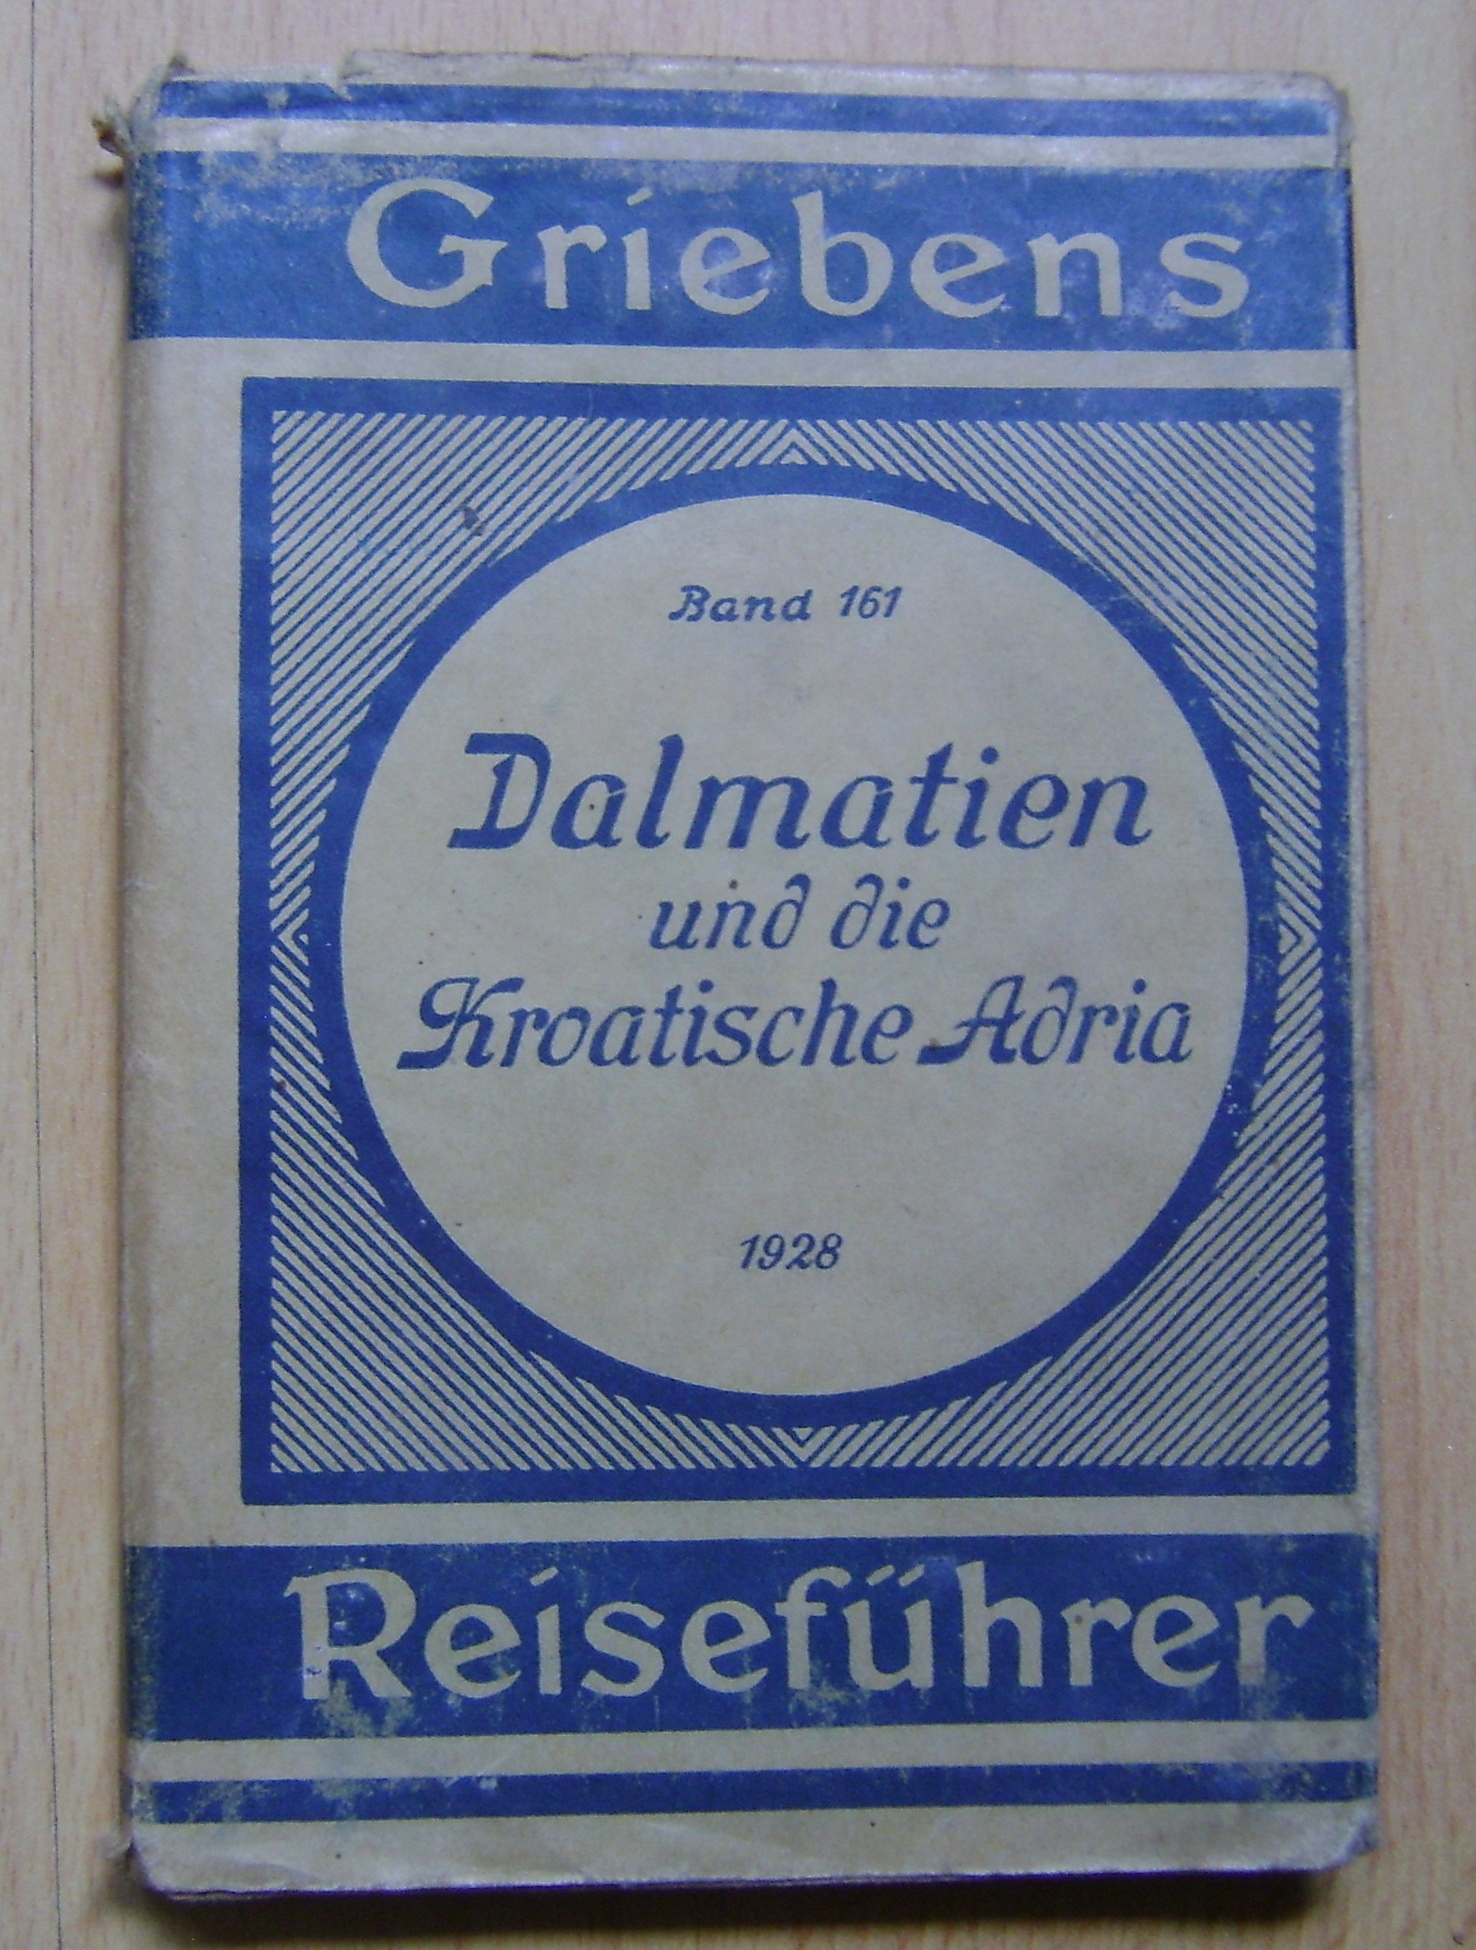 Griebens
Band 161
Dalmatien
und die
Kroatische Adria
1928
Reiseführer